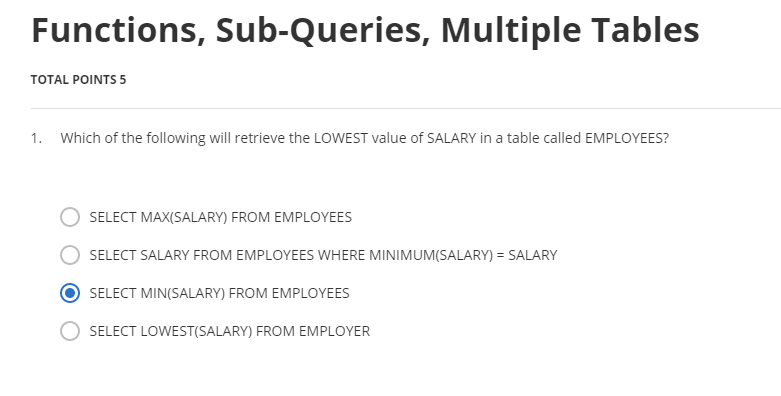 Functions, Sub-Queries, Multiple Tables
TOTAL POINTS 5
1. Which of the following will retrieve the LOWEST value of SALARY in a table called EMPLOYEES?
SELECT MAX(SALARY) FROM EMPLOYEES
SELECT SALARY FROM EMPLOYEES WHERE MINIMUM(SALARY) = SALARY
SELECT MIN(SALARY) FROM EMPLOYEES
SELECT LOWEST(SALARY) FROM EMPLOYER